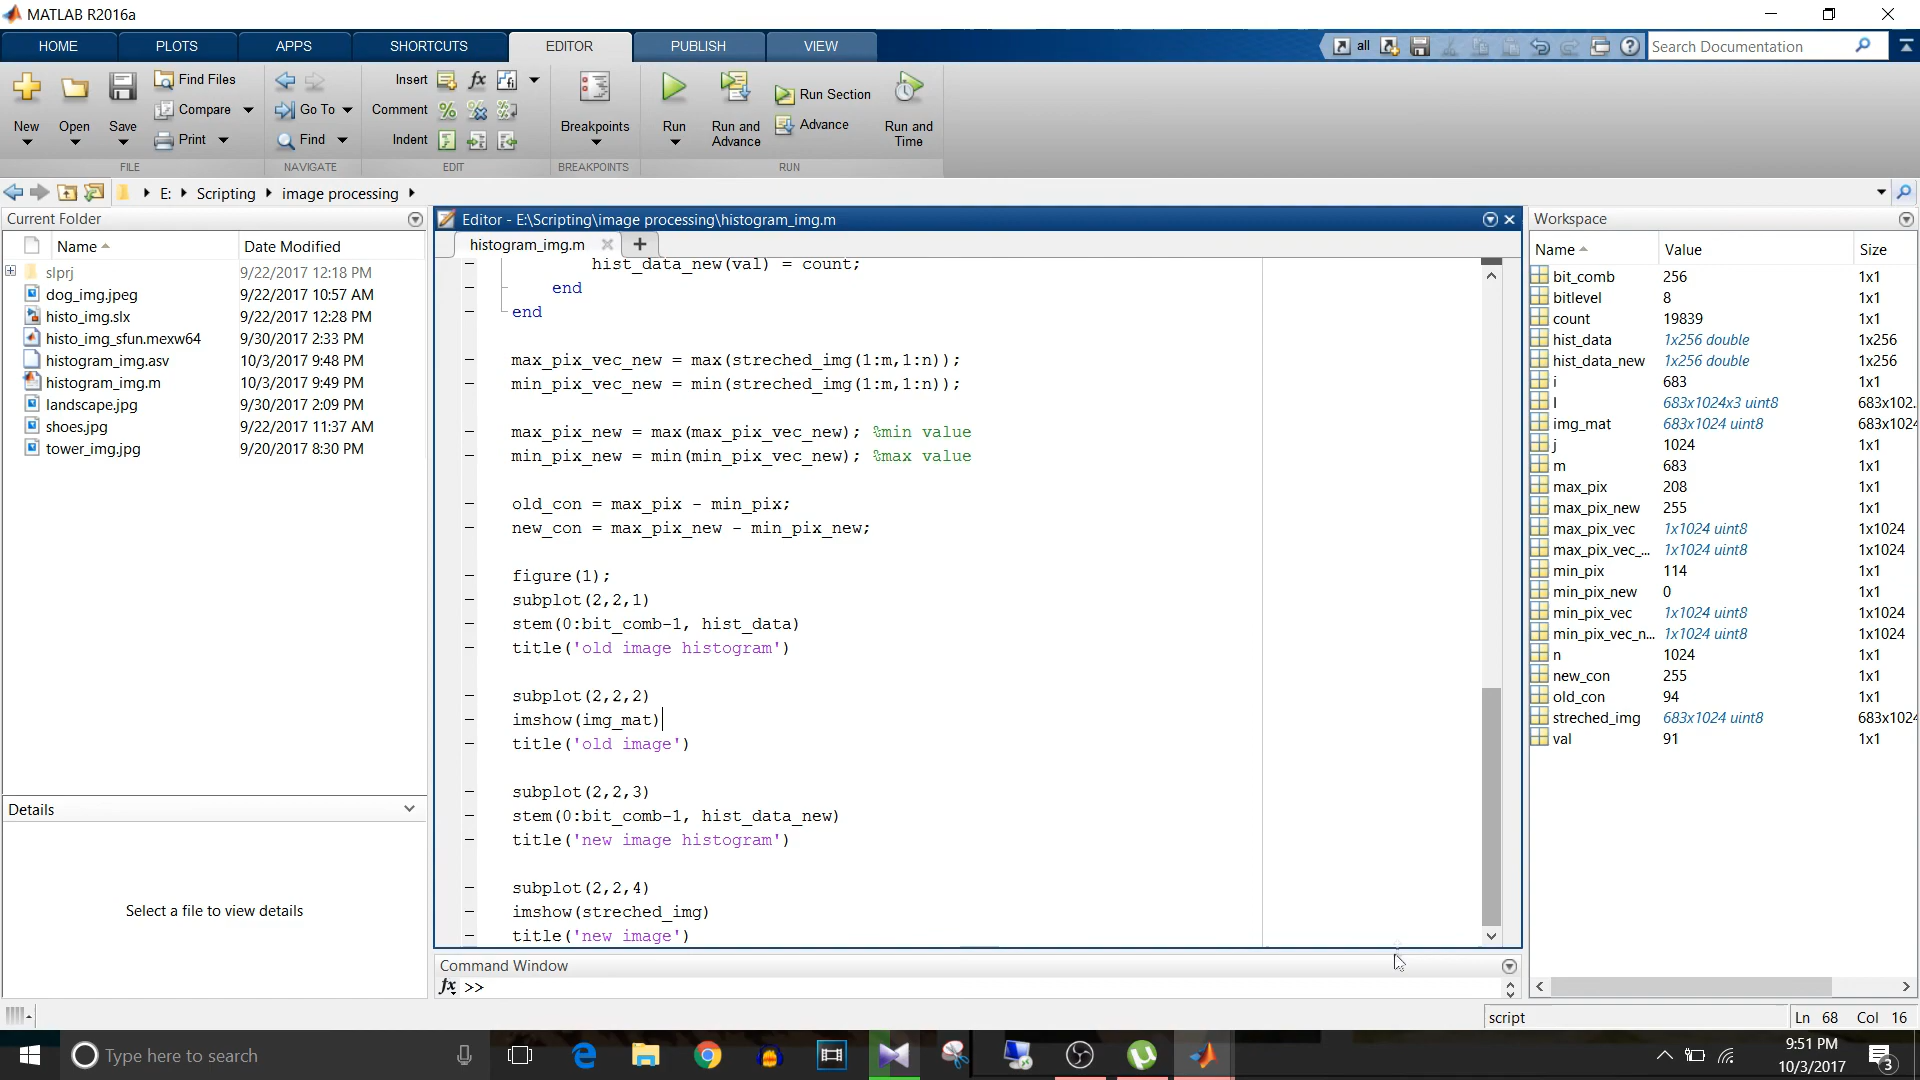 MATLAB R2016a
HOME PLOTS APPS SHORTCUTS EDITOR PUBLISH VIEW
all
Search Documentation
New
Open
Save
Find Files
Compare
Print
FILE
Go To
Find
NAVIGATE
Insert
Comment
Indent
EDIT
Breakpoints
BREAKPOINTS
Run
Run and
Advance
Run Section
Advance
Run and
Time
RUN
E: Scripting image processing
Current Folder
Name Date Modified
slprj 9/22/2017 12:18 PM
dog_img.jpeg 9/22/2017 10:57 AM
histo_img.slx 9/22/2017 12:28 PM
histo_img_sfun.mexw64 9/30/2017 2:33 PM
histogram_img.asv 10/3/2017 9:48 PM
histogram_img.m 10/3/2017 9:49 PM
landscape.jpg 9/30/2017 2:09 PM
shoes.jpg 9/22/2017 11:37 AM
tower_img.jpg 9/20/2017 8:30 PM
Details
Select a file to view details
Editor - E:\Scripting\image processing\histogram_img.m
histogram_img.m
hist_data_new(val) = count;
end
end
max_pix_vec_new = max(streched_img(1:m,1:n));
min_pix_vec_new = min(streched_img(1:m,1:n));
max_pix_new = max(max_pix_vec_new); %min value
min_pix_new = min(min_pix_vec_new); %max value
old_con = max_pix - min_pix;
new_con = max_pix_new - min_pix_new;
figure(1);
subplot(2,2,1)
stem(0:bit_comb-1, hist_data)
title('old image histogram')
subplot(2,2,2)
imshow(img_mat)
title('old image')
subplot(2,2,3)
stem(0:bit_comb-1, hist_data_new)
title('new image histogram')
subplot(2,2,4)
imshow(streched_img)
title('new image')
Command Window
fx >>
Workspace
Name Value Size
bit_comb 256 1x1
bitlevel 8 1x1
count 19839 1x1
hist_data 1x256 double 1x256
hist_data_new 1x256 double 1x256
i 683 1x1
I 683x1024x3 uint8 683x102..
img_mat 683x1024 uint8 683x1024
j 1024 1x1
m 683 1x1
max_pix 208 1x1
max_pix_new 255 1x1
max_pix_vec 1x1024 uint8 1x1024
max_pix_vec_... 1x1024 uint8 1x1024
min_pix 114 1x1
min_pix_new 0 1x1
min_pix_vec 1x1024 uint8 1x1024
min_pix_vec_n... 1x1024 uint8 1x1024
n 1024 1x1
new_con 255 1x1
old_con 94 1x1
streched_img 683x1024 uint8 683x1024
val 91 1x1
script
Ln 68 Col 16
Type here to search
9:51 PM
10/3/2017
3